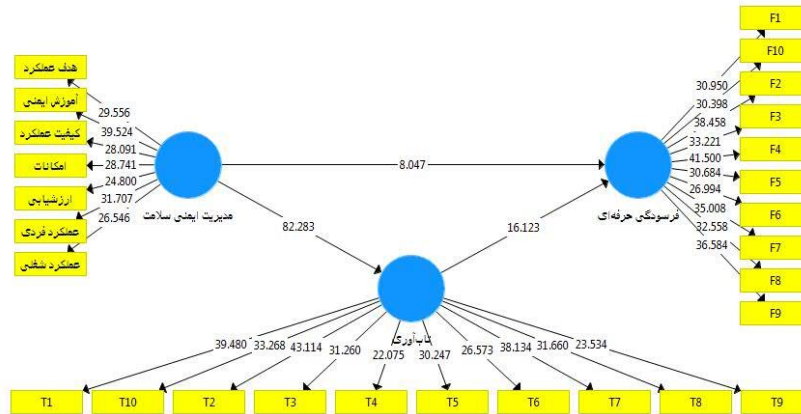 F1
هدف عملکرد
F10
آموزش ایمنی
30.950
29.556
30.398
F2
39.524
38.458
کیفیت عملکرد
28.091
33.221
F3
امکانات
28.741
8.047
41.500
F4
24.800
30.684
ارزشیابی
31.707
26.994
F5
مدیریت ایمنی سلامت
فرسودگی حرفه‌ای
26.546
35.008
F6
عملکرد فردی
82.283
16.123
32.558
F7
عملکرد شغلی
36.584
F8
F9
تاب‌آوری
39.480
33.268
43.114
31.260
22.075
30.247
26.573
38.134
31.660
23.534
T1
T10
T2
T3
T4
T5
T6
T7
T8
T9